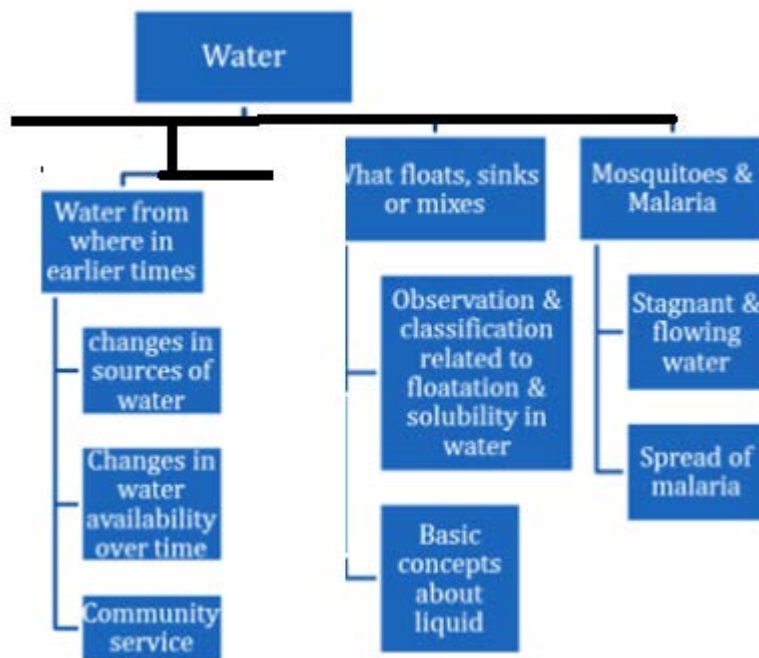 Water
What floats, sinks
or mixes
Mosquitoes &
Malaria
Water from
where in
earlier times
changes in
sources of
water
Changes in
water
availability
over time
Community
service
Observation &
classification
related to
floatation &
solubility in
water
Basic
concepts
about
liquid
Stagnant &
flowing
water
Spread of
malaria